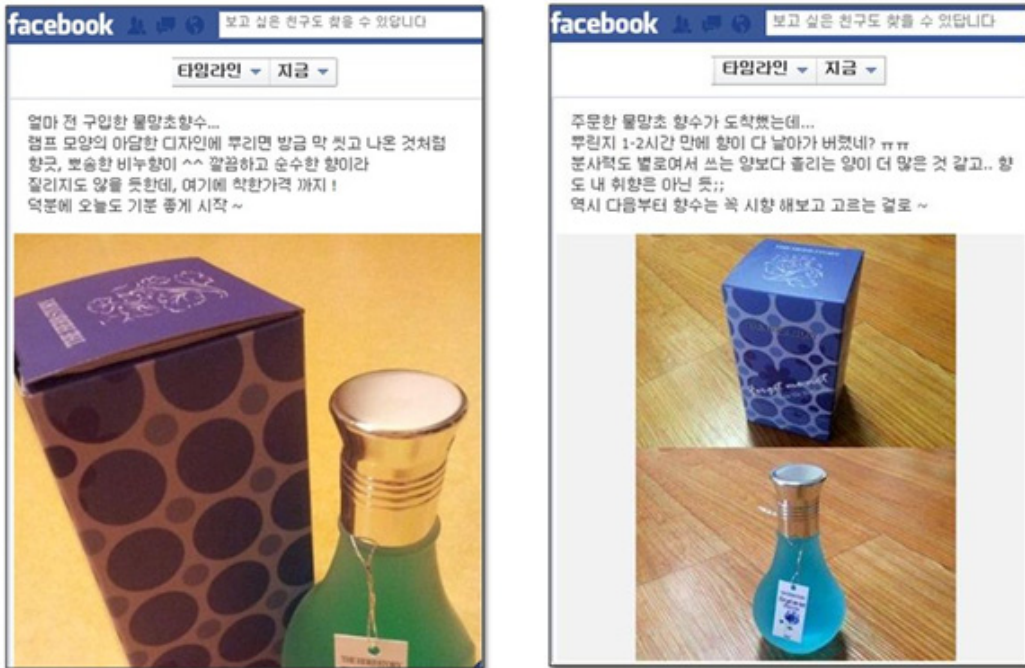 facebook
보고 싶은 친구도 찾을 수 있답니다
타임라인 지금
얼마 전 구입한 물망초향수...
램프 모양의 아담한 디자인에 뿌리면 방금 막 씻고 나온 것처럼
향긋, 뽀송한 비누향이 ^^ 깔끔하고 순수한 향이라
질리지도 않을 듯한데, 여기에 착한가격 까지 !
덕분에 오늘도 기분 좋게 시작 ~
THE HERB STORY
facebook
보고 싶은 친구도 찾을 수 있답니다
타임라인 지금
주문한 물망초 향수가 도착했는데...
뿌린지 1-2시간 만에 향이 다 날아가 버렸네? ㅠㅠ
분사력도 별로여서 쓰는 양보다 흘리는 양이 더 많은 것 같고.. 향
도 내 취향은 아닌 듯;;
역시 다음부터 향수는 꼭 시향 해보고 고르는 걸로 ~
THE HERB STORY
forget me not